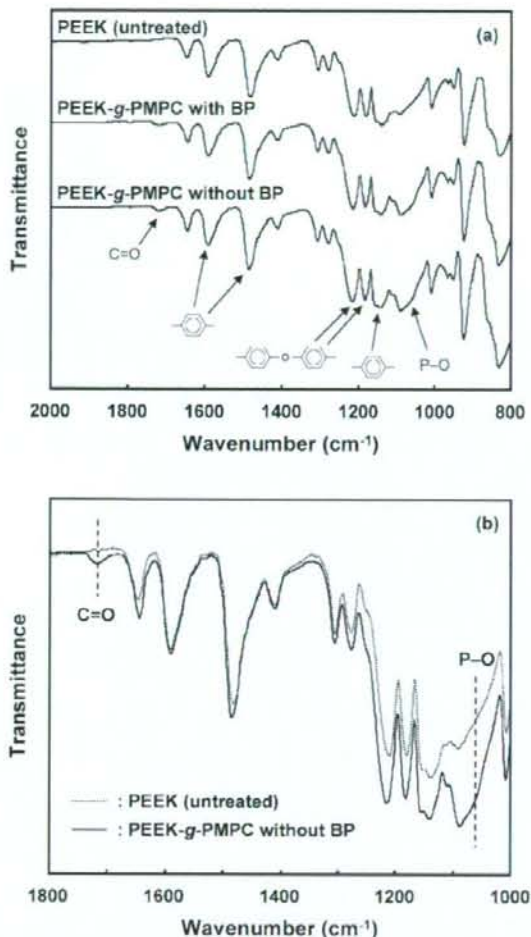 (a)
PEEK (untreated)
PEEK-g-PMPC with BP
PEEK-g-PMPC without BP
C=O
O
P–O
Transmittance
2000 1800 1600 1400 1200 1000 800
Wavenumber (cm-1)
(b)
C=O
P–O
: PEEK (untreated)
: PEEK-g-PMPC without BP
Transmittance
1800 1600 1400 1200 1000
Wavenumber (cm-1)